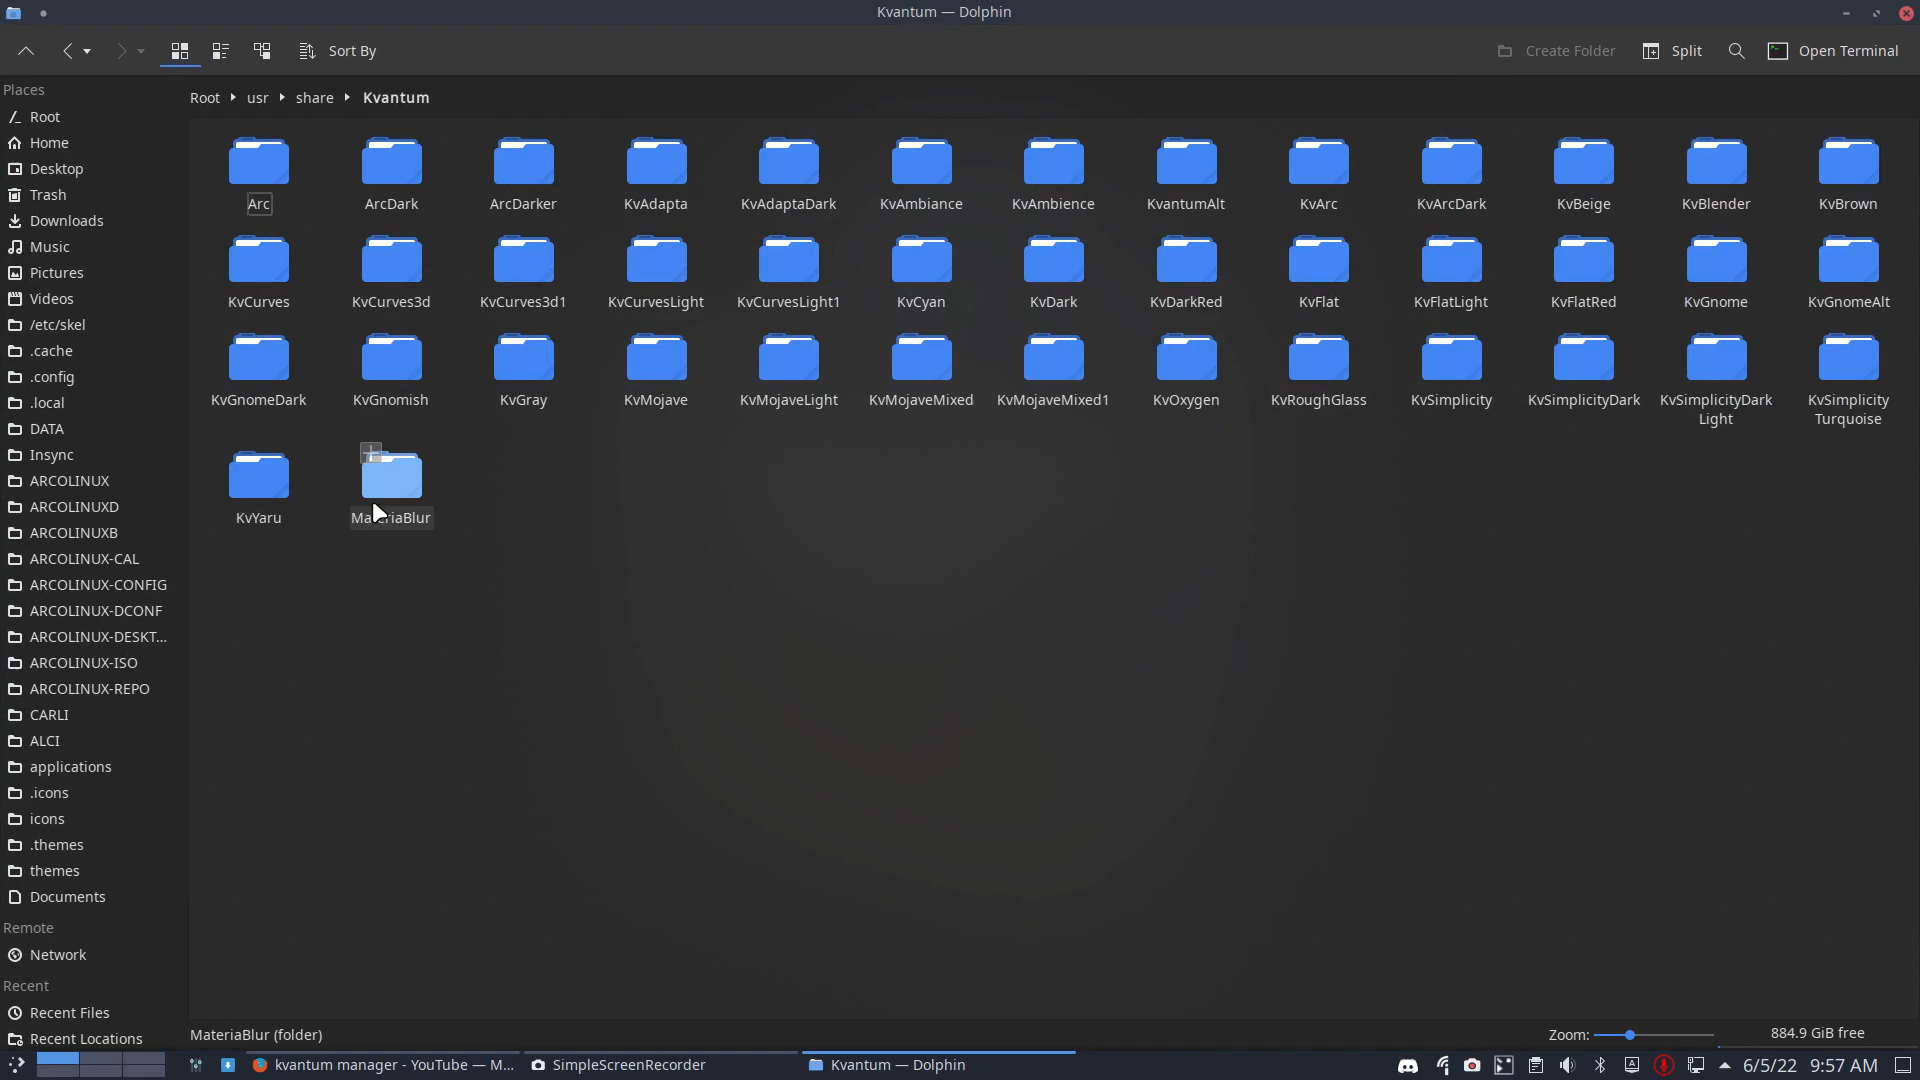 Kvantum — Dolphin
Sort By
Create Folder
Split
Open Terminal
Places
Root
Home
Desktop
Trash
Downloads
Music
Pictures
Videos
/etc/skel
.cache
.config
.local
DATA
Insync
ARCOLINUX
ARCOLINUXD
ARCOLINUXB
ARCOLINUX-CAL
ARCOLINUX-CONFIG
ARCOLINUX-DCONF
ARCOLINUX-DESKT...
ARCOLINUX-ISO
ARCOLINUX-REPO
CARLI
ALCI
applications
.icons
icons
.themes
themes
Documents
Remote
Network
Recent
Recent Files
Recent Locations
Root usr share Kvantum
Arc ArcDark ArcDarker KvAdapta KvAdaptaDark KvAmbiance KvAmbience KvantumAlt KvArc KvArcDark KvBeige KvBlender KvBrown
KvCurves KvCurves3d KvCurves3d1 KvCurvesLight KvCurvesLight1 KvCyan KvDark KvDarkRed KvFlat KvFlatLight KvFlatRed KvGnome KvGnomeAlt
KvGnomeDark KvGnomish KvGray KvMojave KvMojaveLight KvMojaveMixed KvMojaveMixed1 KvOxygen KvRoughGlass KvSimplicity KvSimplicityDark KvSimplicityDark KvSimplicity
Light Turquoise
KvYaru MateriaBlur
MateriaBlur (folder)
Zoom:
884.9 GiB free
kvantum manager - YouTube — M...
SimpleScreenRecorder
Kvantum — Dolphin
6/5/22 9:57 AM